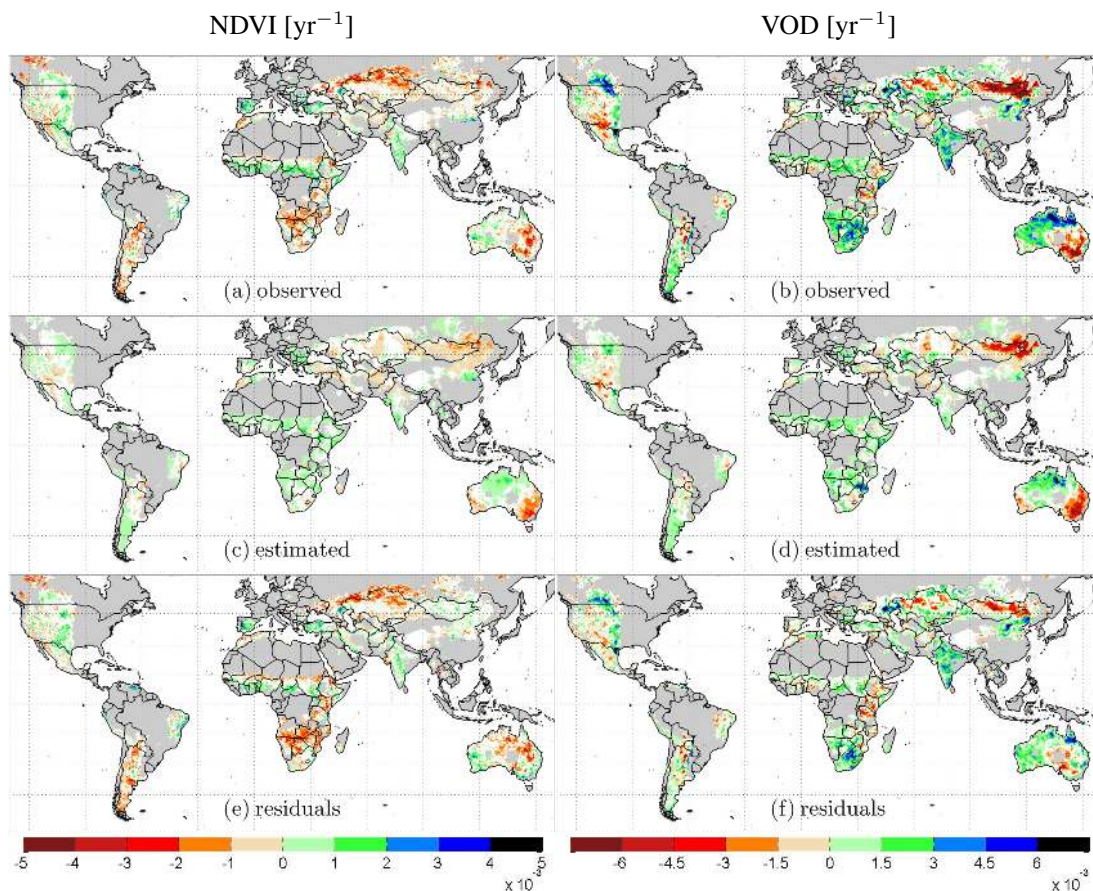 NDVI [yr−1] VOD [yr−1]
(a) observed (b) observed
(c) estimated (d) estimated
(e) residuals (f) residuals
-5 -4 -3 -2 -1 0 1 2 3 4 5 -6 -4.5 -3 -1.5 0 1.5 3 4.5 6
x 10-3 x 10-3